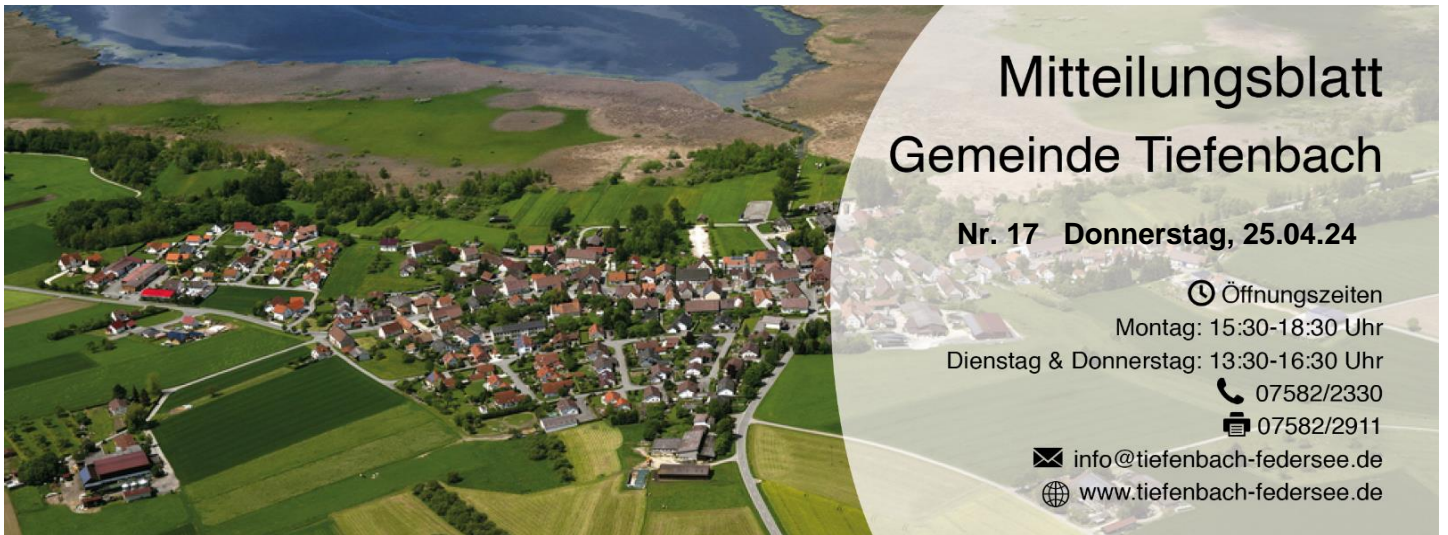 Mitteilungsblatt
Gemeinde Tiefenbach
Nr. 17 Donnerstag, 25.04.24
Öffnungszeiten
Montag: 15:30-18:30 Uhr
Dienstag & Donnerstag: 13:30-16:30 Uhr
07582/2330
07582/2911
info@tiefenbach-federsee.de
www.tiefenbach-federsee.de